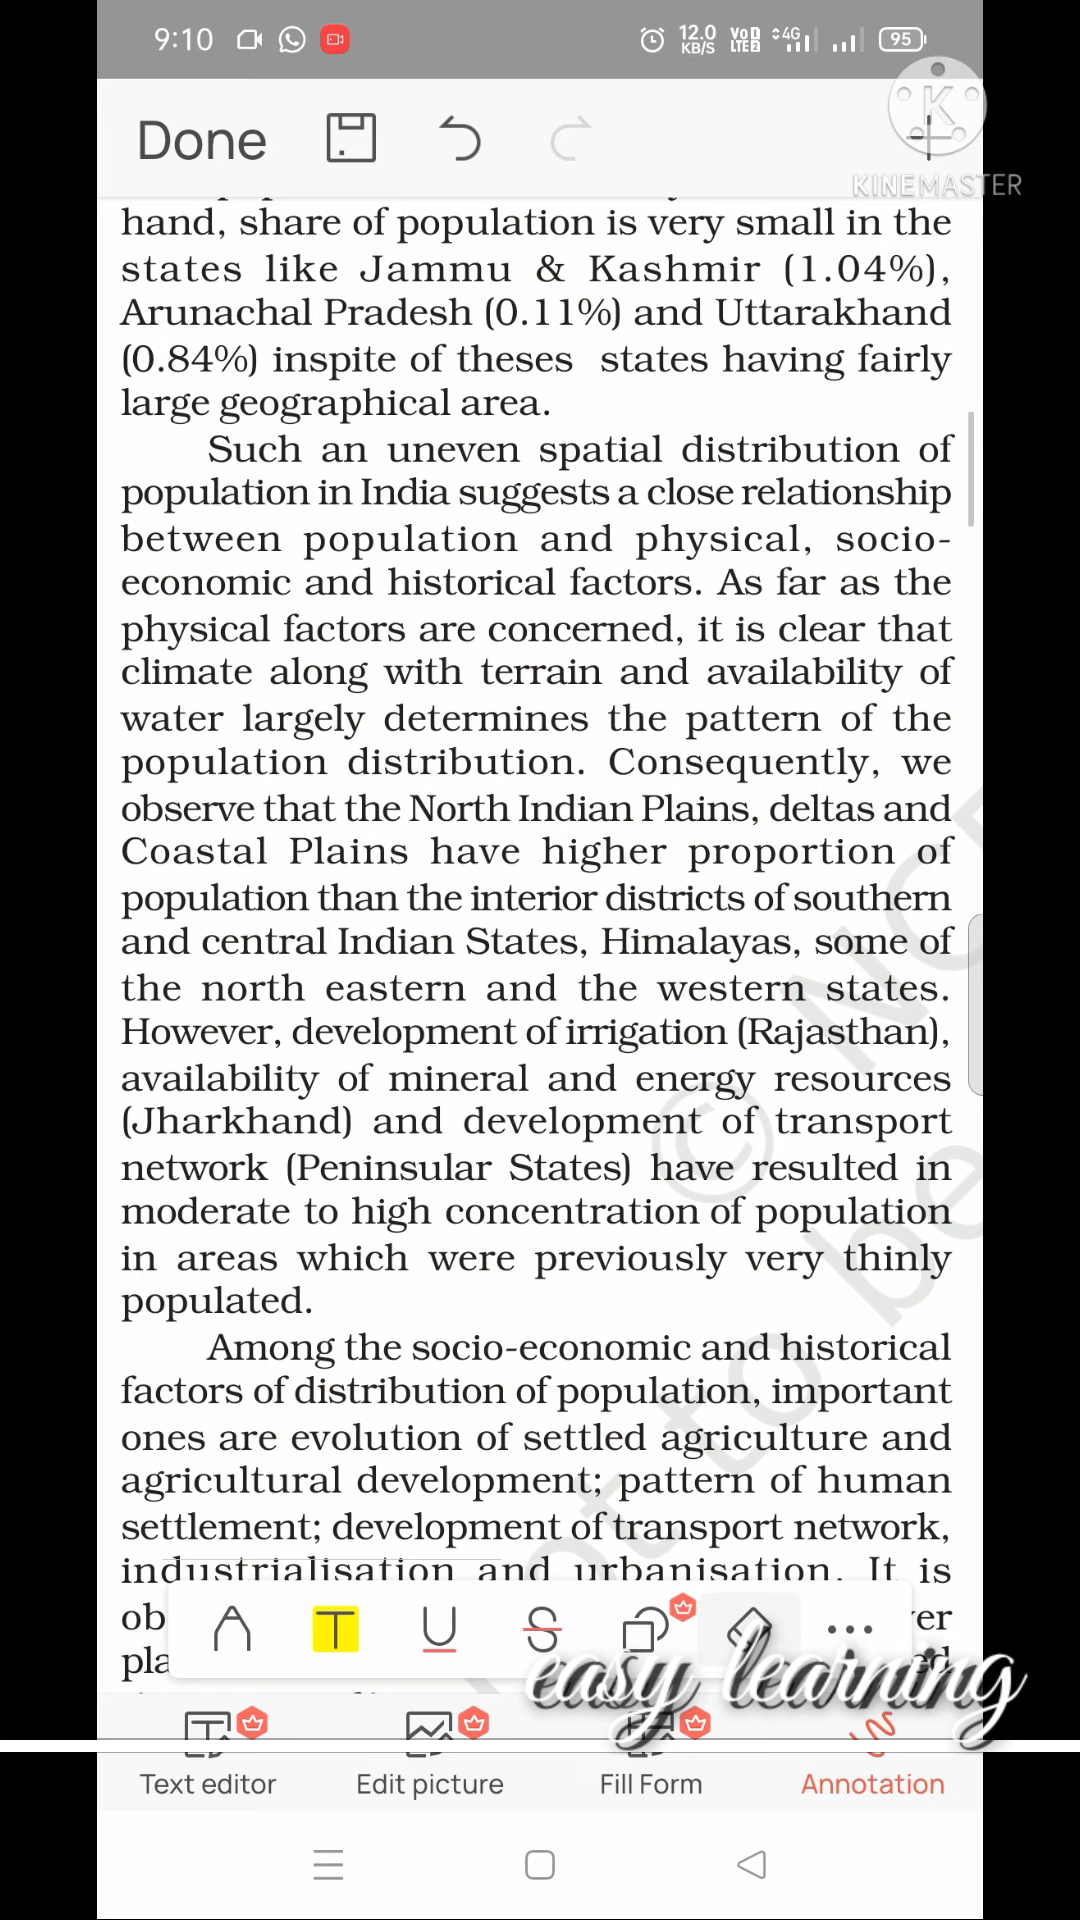 9:10
12.0
KB/S
VoD
LTE2
4G
95
Done
K
KINEMASTER
hand, share of population is very small in the
states like Jammu & Kashmir (1.04%),
Arunachal Pradesh (0.11%) and Uttarakhand
(0.84%) inspite of theses states having fairly
large geographical area.
Such an uneven spatial distribution of
population in India suggests a close relationship
between population and physical, socio-
economic and historical factors. As far as the
physical factors are concerned, it is clear that
climate along with terrain and availability of
water largely determines the pattern of the
population distribution. Consequently, we
observe that the North Indian Plains, deltas and
Coastal Plains have higher proportion of
population than the interior districts of southern
and central Indian States, Himalayas, some of
the north eastern and the western states.
However, development of irrigation (Rajasthan),
availability of mineral and energy resources
(Jharkhand) and development of transport
network (Peninsular States) have resulted in
moderate to high concentration of population
in areas which were previously very thinly
populated.
Among the socio-economic and historical
factors of distribution of population, important
ones are evolution of settled agriculture and
agricultural development; pattern of human
settlement; development of transport network,
industrialisation and urbanisation. It is
easy learning
Text editor
Edit picture
Fill Form
Annotation